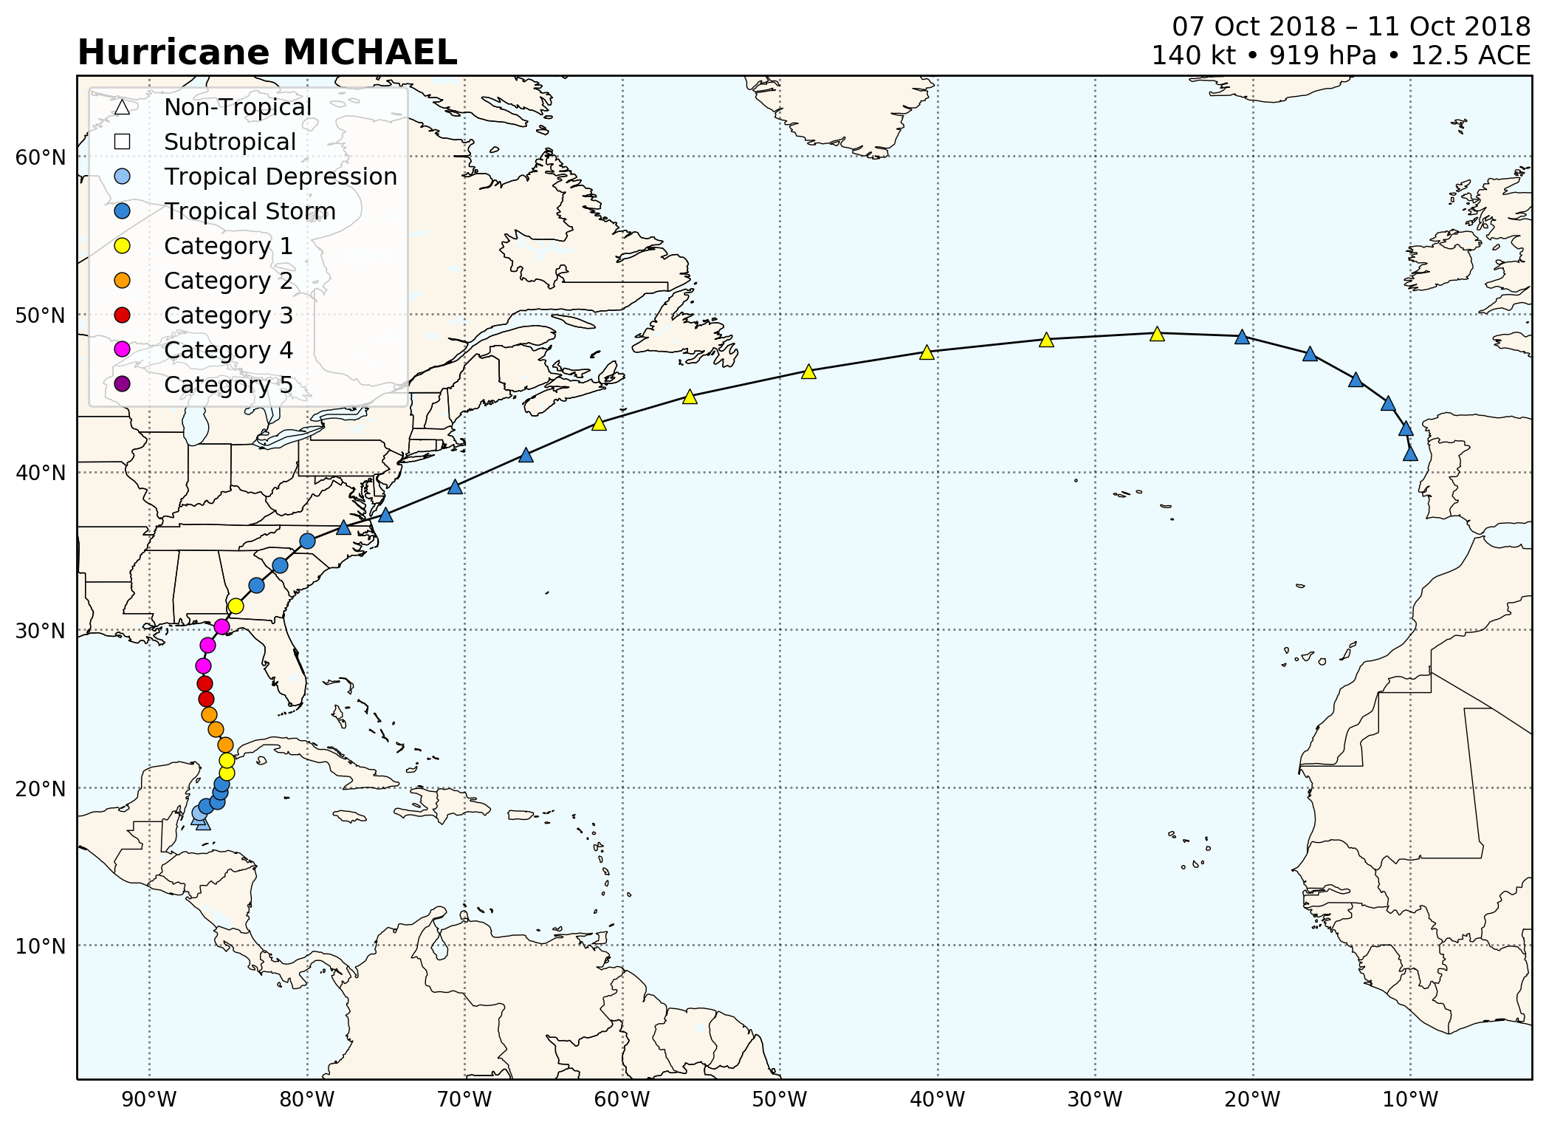 Hurricane MICHAEL
07 Oct 2018 – 11 Oct 2018
140 kt • 919 hPa • 12.5 ACE
Non-Tropical
Subtropical
Tropical Depression
Tropical Storm
Category 1
Category 2
Category 3
Category 4
Category 5
60°N
50°N
40°N
30°N
20°N
10°N
90°W 80°W 70°W 60°W 50°W 40°W 30°W 20°W 10°W